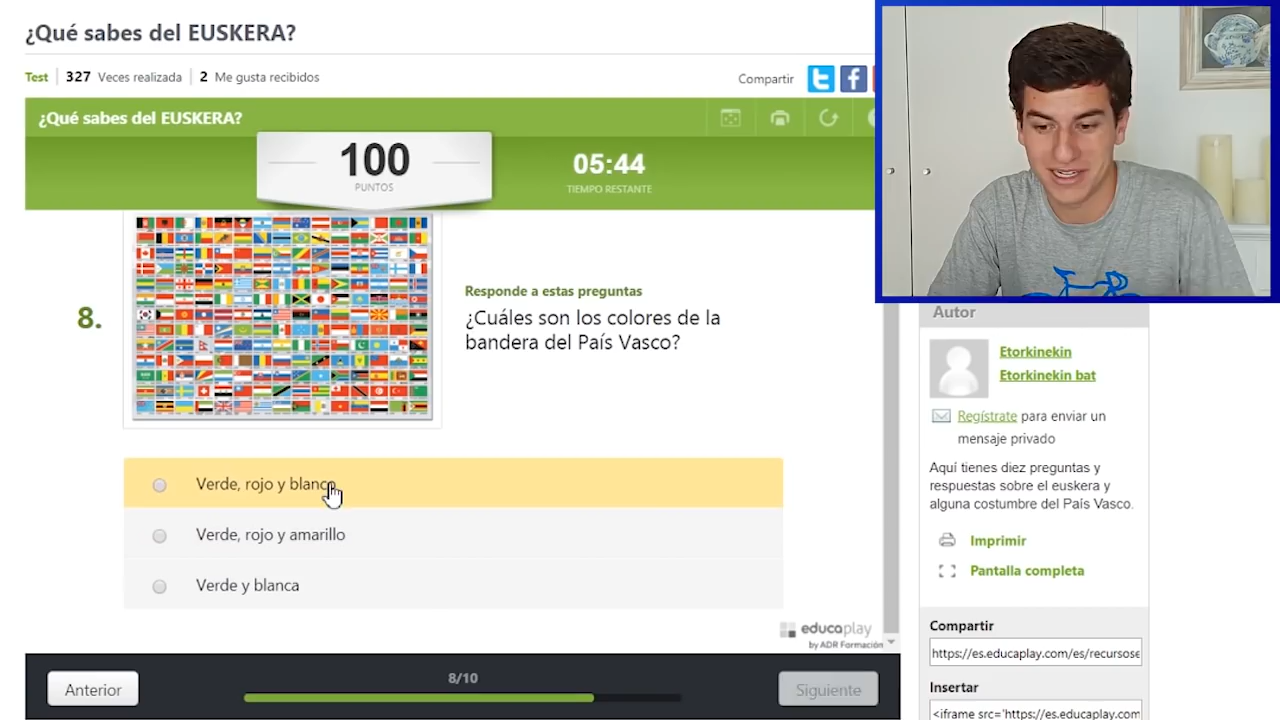 ¿Qué sabes del EUSKERA?
Test 327 Veces realizada 2 Me gusta recibidos
Compartir
¿Qué sabes del EUSKERA?
100
PUNTOS
05:44
TIEMPO RESTANTE
8.
Responde a estas preguntas
¿Cuáles son los colores de la
bandera del País Vasco?
Verde, rojo y blanco
Verde, rojo y amarillo
Verde y blanca
educaplay
by ADR Formación
Anterior
8/10
Siguiente
Autor
Etorkinekin
Etorkinekin bat
Regístrate para enviar un
mensaje privado
Aquí tienes diez preguntas y
respuestas sobre el euskera y
alguna costumbre del País Vasco.
Imprimir
Pantalla completa
Compartir
https://es.educaplay.com/es/recursose
Insertar
<iframe src='https://es.educaplay.com